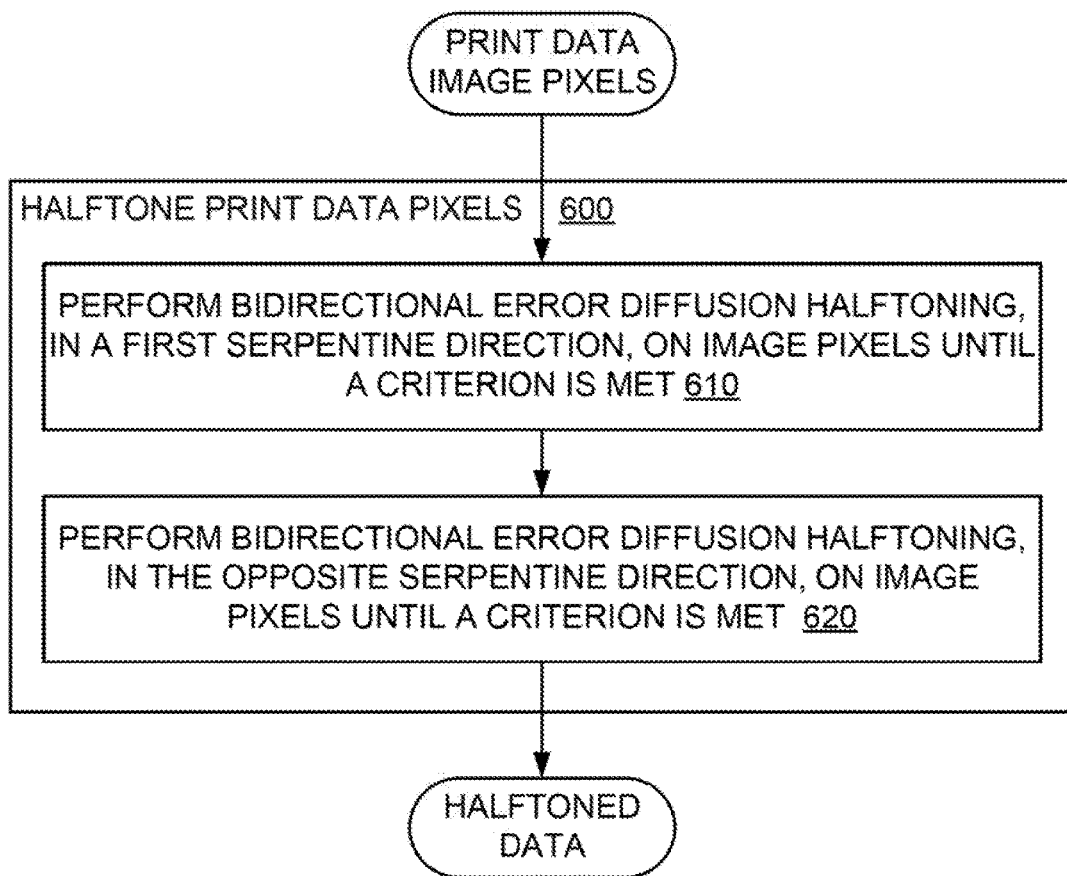 PRINT DATA
IMAGE PIXELS
HALFTONE PRINT DATA PIXELS 600
PERFORM BIDIRECTIONAL ERROR DIFFUSION HALFTONING,
IN A FIRST SERPENTINE DIRECTION, ON IMAGE PIXELS UNTIL
A CRITERION IS MET 610
PERFORM BIDIRECTIONAL ERROR DIFFUSION HALFTONING,
IN THE OPPOSITE SERPENTINE DIRECTION, ON IMAGE
PIXELS UNTIL A CRITERION IS MET 620
HALFTONED
DATA